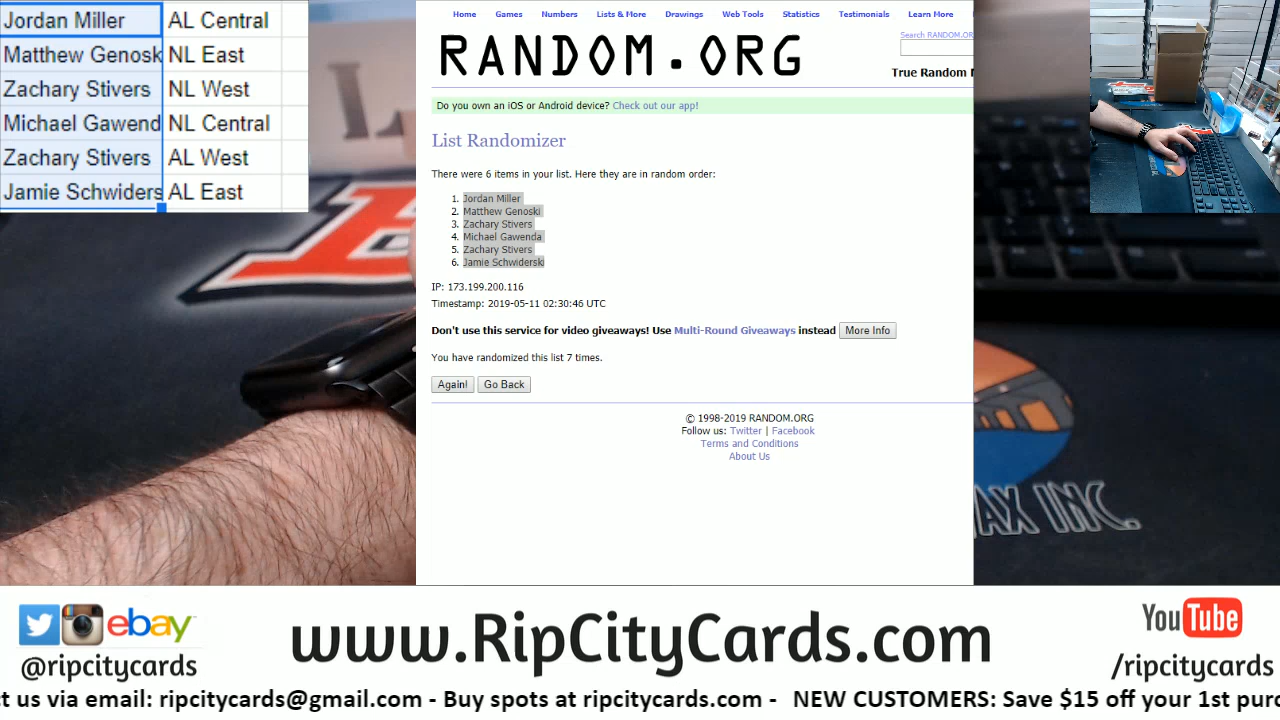 Jordan Miller AL Central
Matthew Genosk NL East
Zachary Stivers NL West
Michael Gawend NL Central
Zachary Stivers AL West
Jamie Schwiders AL East
Home Games Numbers Lists & More Drawings Web Tools Statistics Testimonials Learn More
Search RANDOM.OR
RANDOM.ORG
True Random
Do you own an iOS or Android device? Check out our app!
List Randomizer
There were 6 items in your list. Here they are in random order:
1. Jordan Miller
2. Matthew Genoski
3. Zachary Stivers
4. Michael Gawenda
5. Zachary Stivers
6. Jamie Schwiderski
IP: 173.199.200.116
Timestamp: 2019-05-11 02:30:46 UTC
Don't use this service for video giveaways! Use Multi-Round Giveaways instead More Info
You have randomized this list 7 times.
Again! Go Back
© 1998-2019 RANDOM.ORG
Follow us: Twitter | Facebook
Terms and Conditions
About Us
AX INC.
ebay
@ripcitycards
www.RipCityCards.com
YouTube
/ripcitycards
ct us via email: ripcitycards@gmail.com - Buy spots at ripcitycards.com - NEW CUSTOMERS: Save $15 off your 1st purc